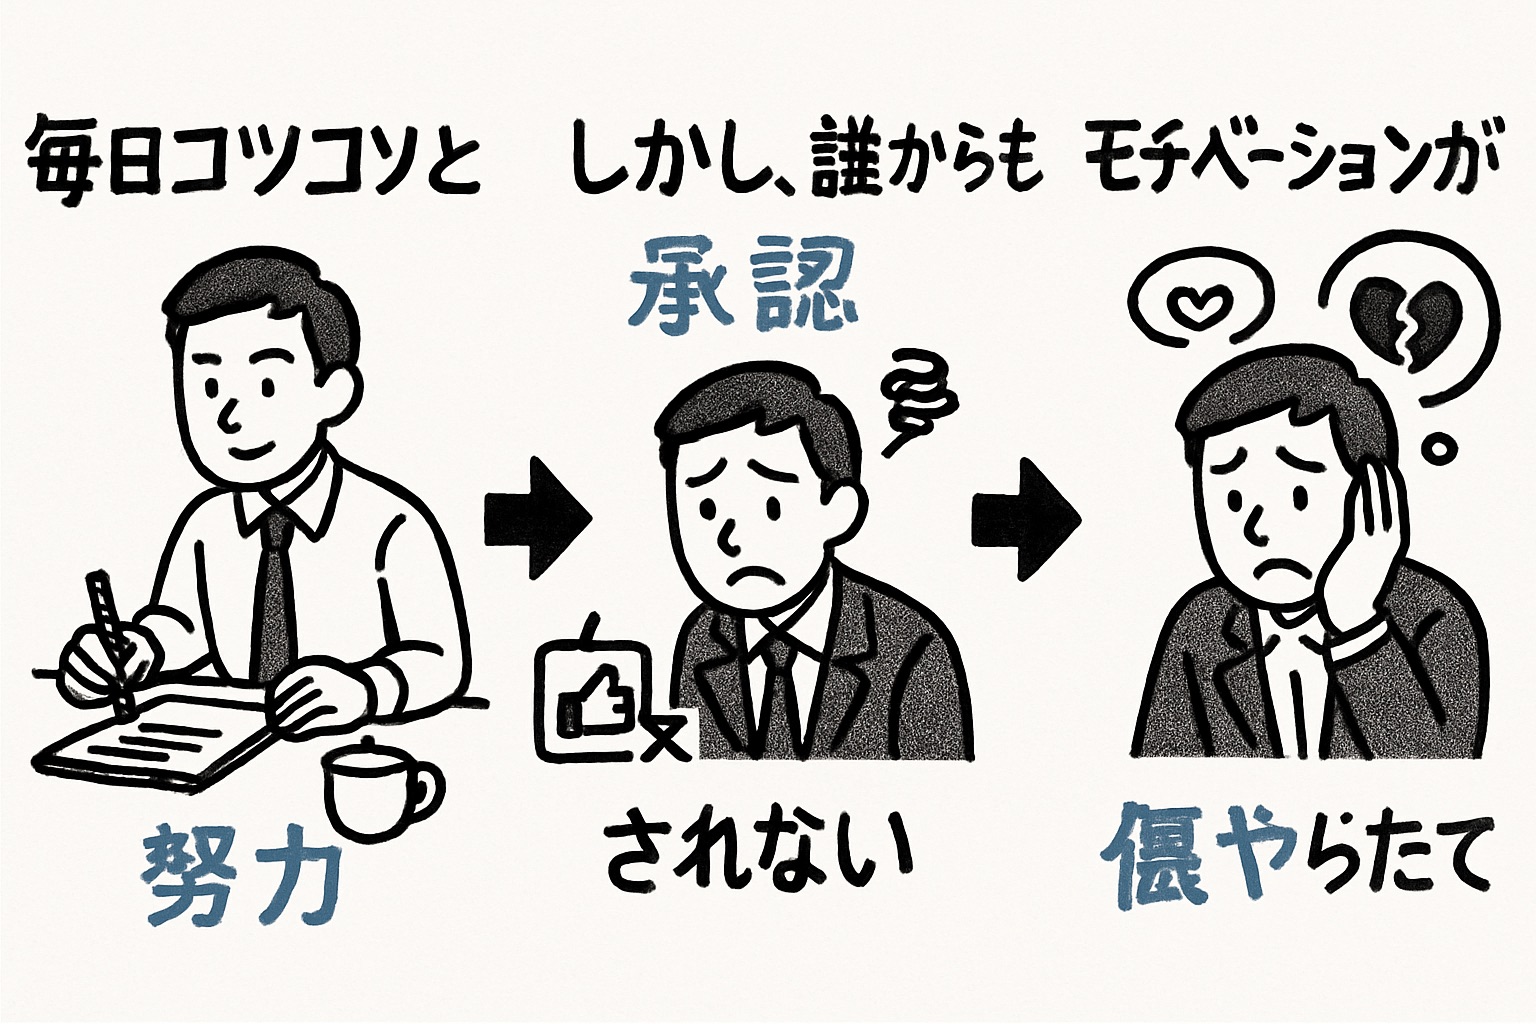 毎日コツコソと
努力
しかし、誰からも
承認
されない
モチベーションが
やらたて